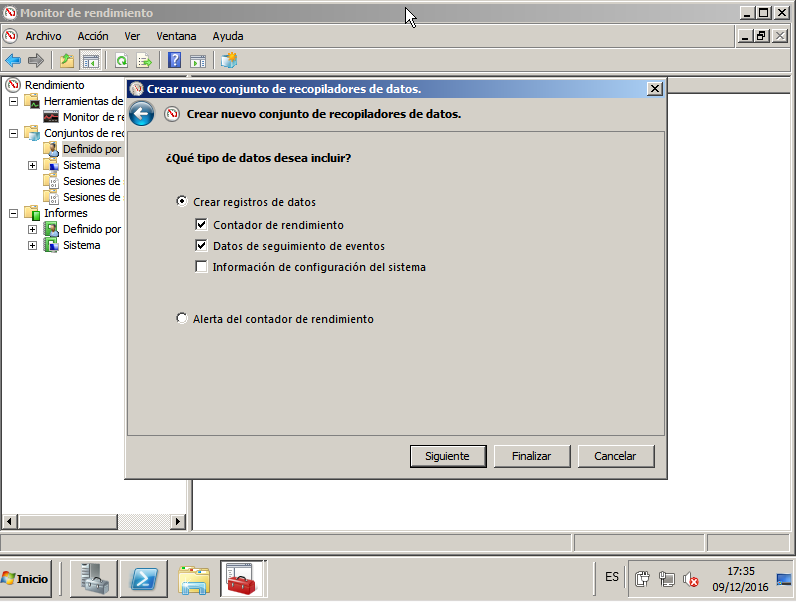 Monitor de rendimiento
Archivo Acción Ver Ventana Ayuda
Rendimiento
Herramientas de
Monitor de re
Conjuntos de rec
Definido por
Sistema
Sesiones de
Sesiones de
Informes
Definido por
Sistema
Crear nuevo conjunto de recopiladores de datos.
Crear nuevo conjunto de recopiladores de datos.
¿Qué tipo de datos desea incluir?
Crear registros de datos
Contador de rendimiento
Datos de seguimiento de eventos
Información de configuración del sistema
Alerta del contador de rendimiento
Siguiente Finalizar Cancelar
Inicio
ES
17:35
09/12/2016